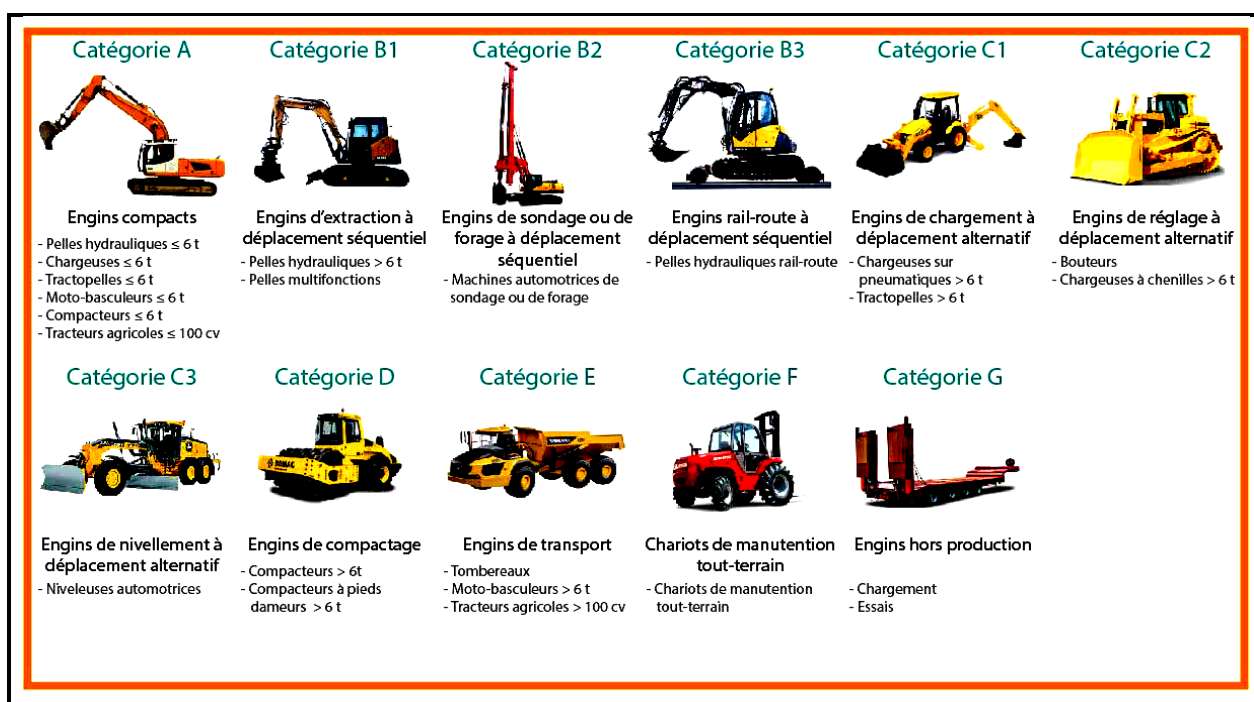 Catégorie A
Engins compacts
- Pelles hydrauliques ≤ 6 t
- Chargeuses ≤ 6 t
- Tractopelles ≤ 6 t
- Moto-basculeurs ≤ 6 t
- Compacteurs ≤ 6 t
- Tracteurs agricoles ≤ 100 cv
Catégorie B1
Engins d'extraction à
déplacement séquentiel
- Pelles hydrauliques > 6 t
- Pelles multifonctions
Catégorie B2
Engins de sondage ou de
forage à déplacement
séquentiel
- Machines automotrices de
sondage ou de forage
Catégorie B3
Engins rail-route à
déplacement séquentiel
- Pelles hydrauliques rail-route
Catégorie C1
Engins de chargement à
déplacement alternatif
- Chargeuses sur
pneumatiques > 6 t
- Tractopelles > 6 t
Catégorie C2
Engins de réglage à
déplacement alternatif
- Bouteurs
- Chargeuses à chenilles > 6 t
Catégorie C3
Engins de nivellement à
déplacement alternatif
- Niveleuses automotrices
Catégorie D
BOMAG
Engins de compactage
- Compacteurs > 6t
- Compacteurs à pieds
dameurs > 6 t
Catégorie E
Engins de transport
- Tombereaux
- Moto-basculeurs > 6 t
- Tracteurs agricoles > 100 cv
Catégorie F
Chariots de manutention
tout-terrain
- Chariots de manutention
tout-terrain
Catégorie G
Engins hors production
- Chargement
- Essais